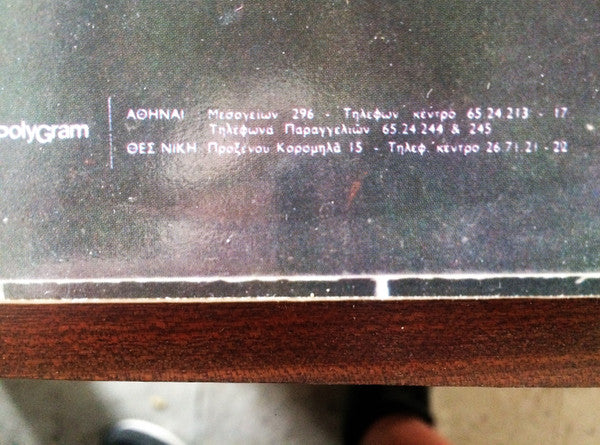 polyGram
ΑΘΗΝΑΙ Μεσογείων 296 - Τηλεφων κέντρο 65 24 213 - 17
Τηλέφωνα Παραγγελιών 65 24 244 & 245
ΘΕΣ ΝΙΚΗ Προξένου Κορομηλά 15 - Τηλεφ κέντρο 26.71.21 - 22